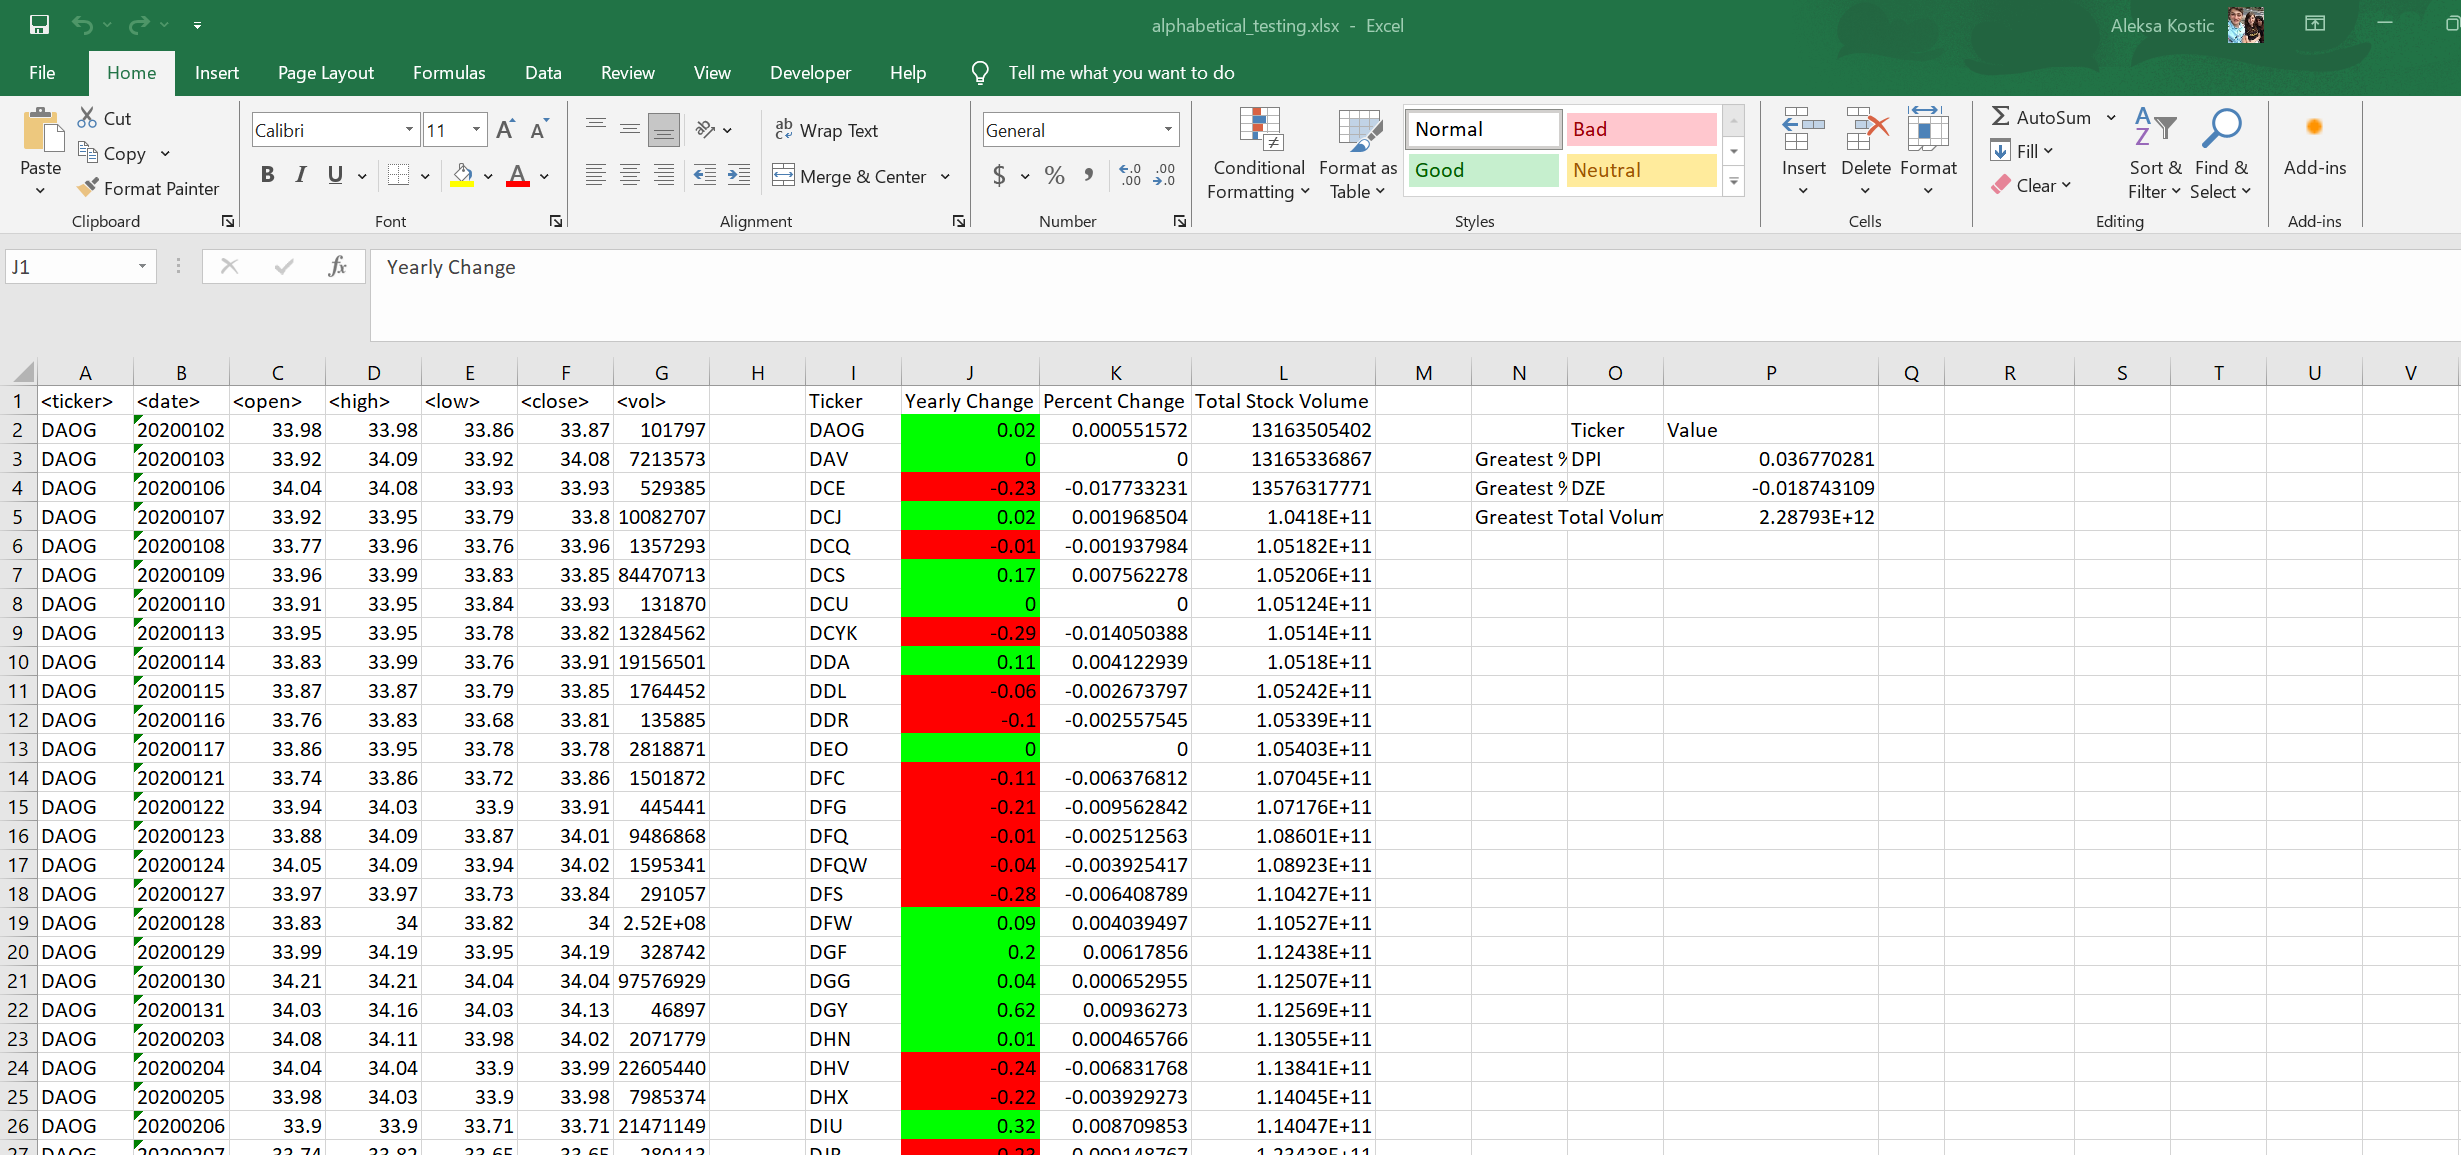 alphabetical_testing.xlsx - Excel
Aleksa Kostic
File Home Insert Page Layout Formulas Data Review View Developer Help Tell me what you want to do
Paste
Cut
Copy
Format Painter
Clipboard
Calibri 11
B I U
Font
Wrap Text
Merge & Center
Alignment
General
$ % ,
Number
Conditional Formatting
Format as Table
Normal Bad
Good Neutral
Styles
Insert Delete Format
Cells
AutoSum
Fill
Clear
Sort & Filter
Find & Select
Editing
Add-ins
Add-ins
J1 fx Yearly Change
A B C D E F G H I J K L M N O P Q R S T U V
1 <ticker> <date> <open> <high> <low> <close> <vol> Ticker Yearly Change Percent Change Total Stock Volume
2 DAOG 20200102 33.98 33.98 33.86 33.87 101797 DAOG 0.02 0.000551572 13163505402 Ticker Value
3 DAOG 20200103 33.92 34.09 33.92 34.08 7213573 DAV 0 0 13165336867 Greatest % DPI 0.036770281
4 DAOG 20200106 34.04 34.08 33.93 33.93 529385 DCE -0.23 -0.017733231 13576317771 Greatest % DZE -0.018743109
5 DAOG 20200107 33.92 33.95 33.79 33.8 10082707 DCJ 0.02 0.001968504 1.0418E+11 Greatest Total Volum 2.28793E+12
6 DAOG 20200108 33.77 33.96 33.76 33.96 1357293 DCQ -0.01 -0.001937984 1.05182E+11
7 DAOG 20200109 33.96 33.99 33.83 33.85 84470713 DCS 0.17 0.007562278 1.05206E+11
8 DAOG 20200110 33.91 33.95 33.84 33.93 131870 DCU 0 0 1.05124E+11
9 DAOG 20200113 33.95 33.95 33.78 33.82 13284562 DCYK -0.29 -0.014050388 1.0514E+11
10 DAOG 20200114 33.83 33.99 33.76 33.91 19156501 DDA 0.11 0.004122939 1.0518E+11
11 DAOG 20200115 33.87 33.87 33.79 33.85 1764452 DDL -0.06 -0.002673797 1.05242E+11
12 DAOG 20200116 33.76 33.83 33.68 33.81 135885 DDR -0.1 -0.002557545 1.05339E+11
13 DAOG 20200117 33.86 33.95 33.78 33.78 2818871 DEO 0 0 1.05403E+11
14 DAOG 20200121 33.74 33.86 33.72 33.86 1501872 DFC -0.11 -0.006376812 1.07045E+11
15 DAOG 20200122 33.94 34.03 33.9 33.91 445441 DFG -0.21 -0.009562842 1.07176E+11
16 DAOG 20200123 33.88 34.09 33.87 34.01 9486868 DFQ -0.01 -0.002512563 1.08601E+11
17 DAOG 20200124 34.05 34.09 33.94 34.02 1595341 DFQW -0.04 -0.003925417 1.08923E+11
18 DAOG 20200127 33.97 33.97 33.73 33.84 291057 DFS -0.28 -0.006408789 1.10427E+11
19 DAOG 20200128 33.83 34 33.82 34 2.52E+08 DFW 0.09 0.004039497 1.10527E+11
20 DAOG 20200129 33.99 34.19 33.95 34.19 328742 DGF 0.2 0.00617856 1.12438E+11
21 DAOG 20200130 34.21 34.21 34.04 34.04 97576929 DGG 0.04 0.000652955 1.12507E+11
22 DAOG 20200131 34.03 34.16 34.03 34.13 46897 DGY 0.62 0.00936273 1.12569E+11
23 DAOG 20200203 34.08 34.11 33.98 34.02 2071779 DHN 0.01 0.000465766 1.13055E+11
24 DAOG 20200204 34.04 34.04 33.9 33.99 22605440 DHV -0.24 -0.006831768 1.13841E+11
25 DAOG 20200205 33.98 34.03 33.9 33.98 7985374 DHX -0.22 -0.003929273 1.14045E+11
26 DAOG 20200206 33.9 33.9 33.71 33.71 21471149 DIU 0.32 0.008709853 1.14047E+11
27 DAOG 20200207